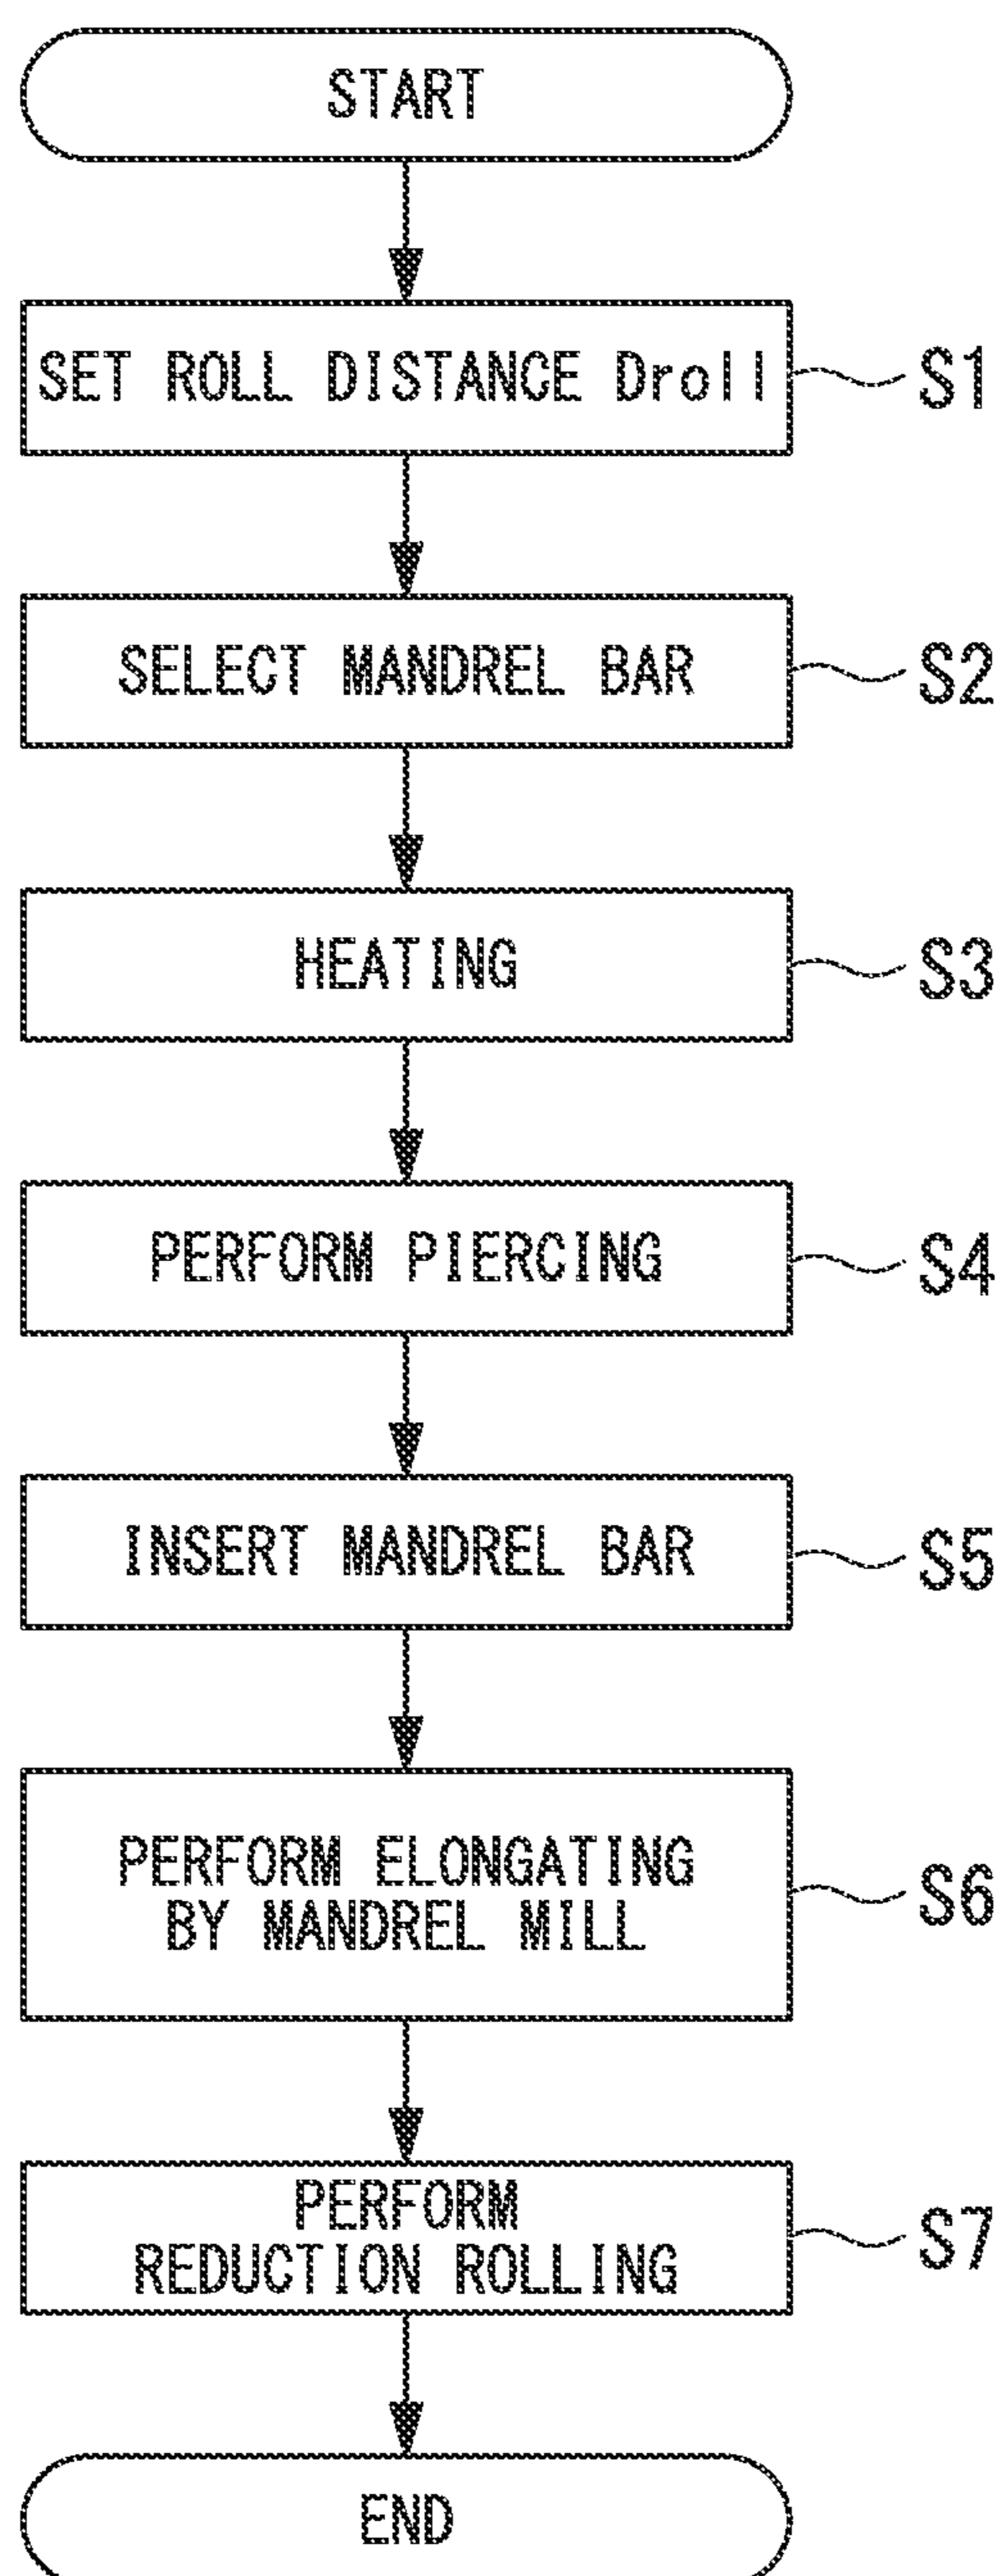 START
SET ROLL DISTANCE Droll
S1
SELECT MANDREL BAR
S2
HEATING
S3
PERFORM PIERCING
S4
INSERT MANDREL BAR
S5
PERFORM ELONGATING
BY MANDREL MILL
S6
PERFORM
REDUCTION ROLLING
S7
END